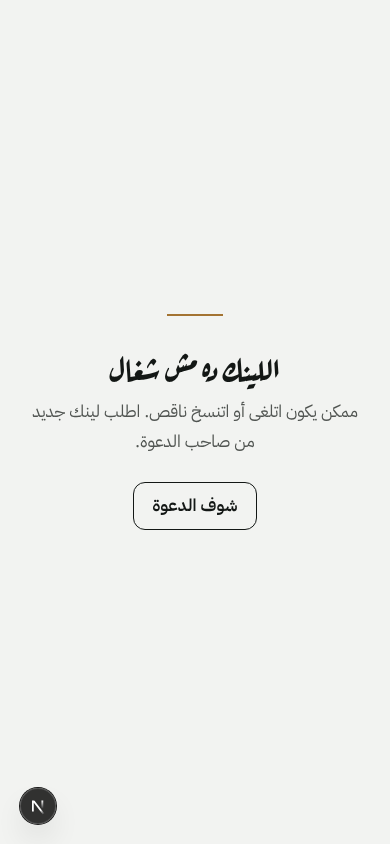 اللينك ده مش شغال
ممكن يكون اتلغى أو اتنسخ ناقص. اطلب لينك جديد
من صاحب الدعوة.
شوف الدعوة
N